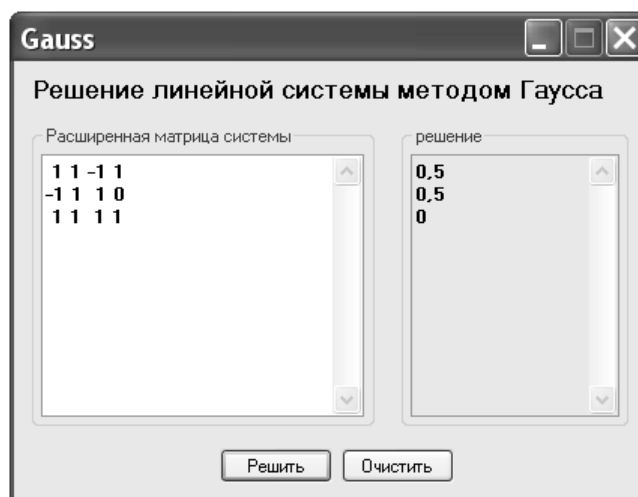 Gauss
Решение линейной системы методом Гаусса
Расширенная матрица системы
1 1 -1 1
-1 1 1 0
1 1 1 1
решение
0,5
0,5
0
Решить
Очистить